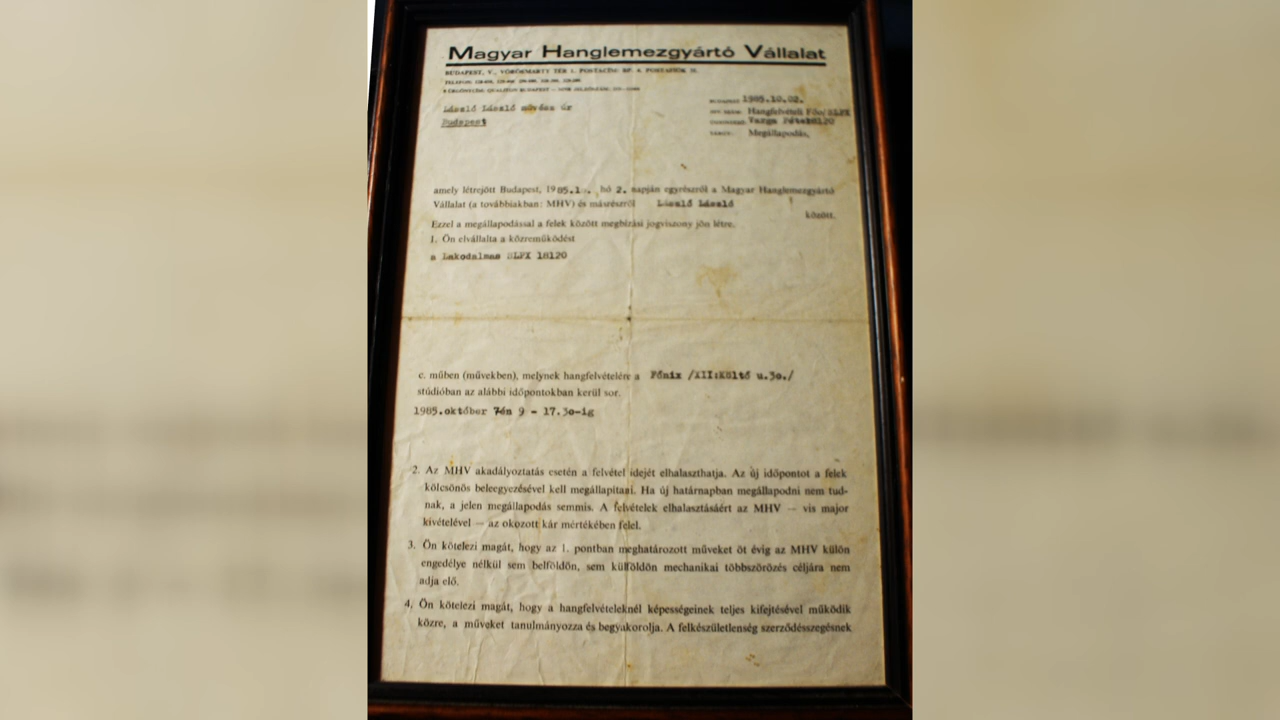 Magyar Hanglemezgyártó Vállalat
BUDAPEST, V., VÖRÖSMARTY TÉR 1. POSTACÍM: BP. 4. POSTAFIÓK
László László művész úr
Budapest
BUDAPEST 1985.10.02.
Hangfelvételi Főo/SLPX
Varga Péter 18120
TÁRGY: Megállapodás,
amely létrejött Budapest, 1985.1 . hó 2. napján egyrészről a Magyar Hanglemezgyártó
Vállalat (a továbbiakban: MHV) és másrészről László László
között.
Ezzel a megállapodással a felek között megbízási jogviszony jön létre.
1. Ön elvállalta a közreműködést
a Lakodalmas SLPX 18120
c. műben (művekben), melynek hangfelvételére a Főnix /XII:Költő u.3o./
stúdióban az alábbi időpontokban kerül sor.
1985.október 7én 9 - 17.3o-ig
2. Az MHV akadályoztatás esetén a felvétel idejét elhalaszthatja. Az új időpontot a felek
kölcsönös beleegyezésével kell megállapítani. Ha új határnapban megállapodni nem tud-
nak, a jelen megállapodás semmis. A felvételek elhalasztásáért az MHV — vis major
kivételével — az okozott kár mértékében felel.
3. Ön kötelezi magát, hogy az 1. pontban meghatározott műveket öt évig az MHV külön
engedélye nélkül sem belföldön, sem külföldön mechanikai többszörözés céljára nem
adja elő.
4. Ön kötelezi magát, hogy a hangfelvételeknél képességeinek teljes kifejtésével működik
közre, a műveket tanulmányozza és begyakorolja. A felkészületlenség szerződésszegésnek